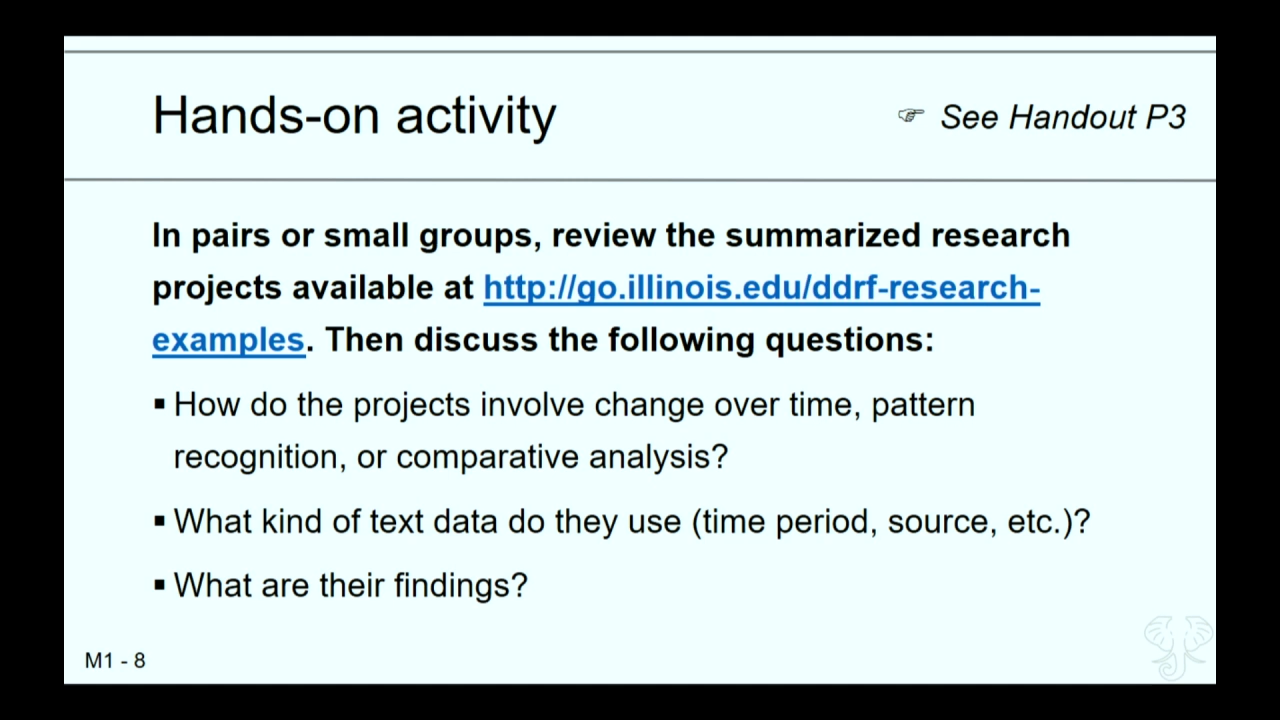 Hands-on activity
☞ See Handout P3
In pairs or small groups, review the summarized research
projects available at http://go.illinois.edu/ddrf-research-
examples. Then discuss the following questions:
▪ How do the projects involve change over time, pattern
recognition, or comparative analysis?
▪ What kind of text data do they use (time period, source, etc.)?
▪ What are their findings?
M1 - 8